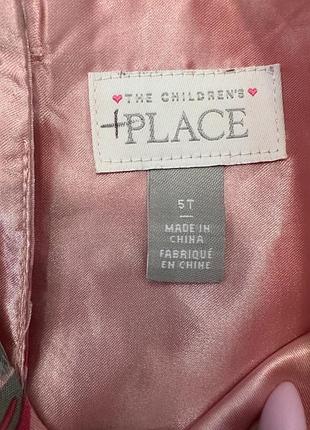 ♥THE CHILDREN'S♥
PLACE
5T
MADE IN
CHINA
FABRIQUÉ
EN CHINE